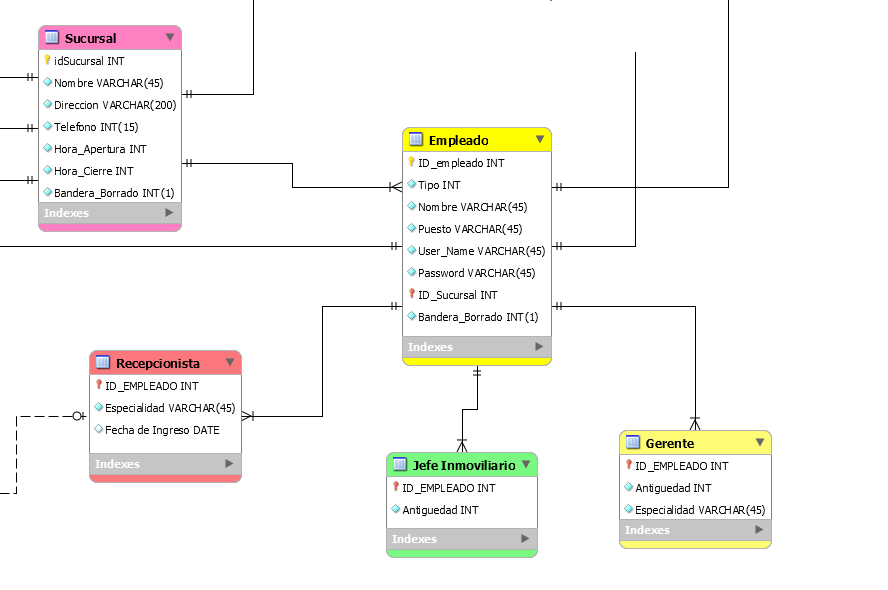 Sucursal
idSucursal INT
Nombre VARCHAR(45)
Direccion VARCHAR(200)
Telefono INT(15)
Hora_Apertura INT
Hora_Cierre INT
Bandera_Borrado INT(1)
Indexes
Empleado
ID_empleado INT
Tipo INT
Nombre VARCHAR(45)
Puesto VARCHAR(45)
User_Name VARCHAR(45)
Password VARCHAR(45)
ID_Sucursal INT
Bandera_Borrado INT(1)
Indexes
Recepcionista
ID_EMPLEADO INT
Especialidad VARCHAR(45)
Fecha de Ingreso DATE
Indexes
Jefe Inmoviliario
ID_EMPLEADO INT
Antiguedad INT
Indexes
Gerente
ID_EMPLEADO INT
Antiguedad INT
Especialidad VARCHAR(45)
Indexes